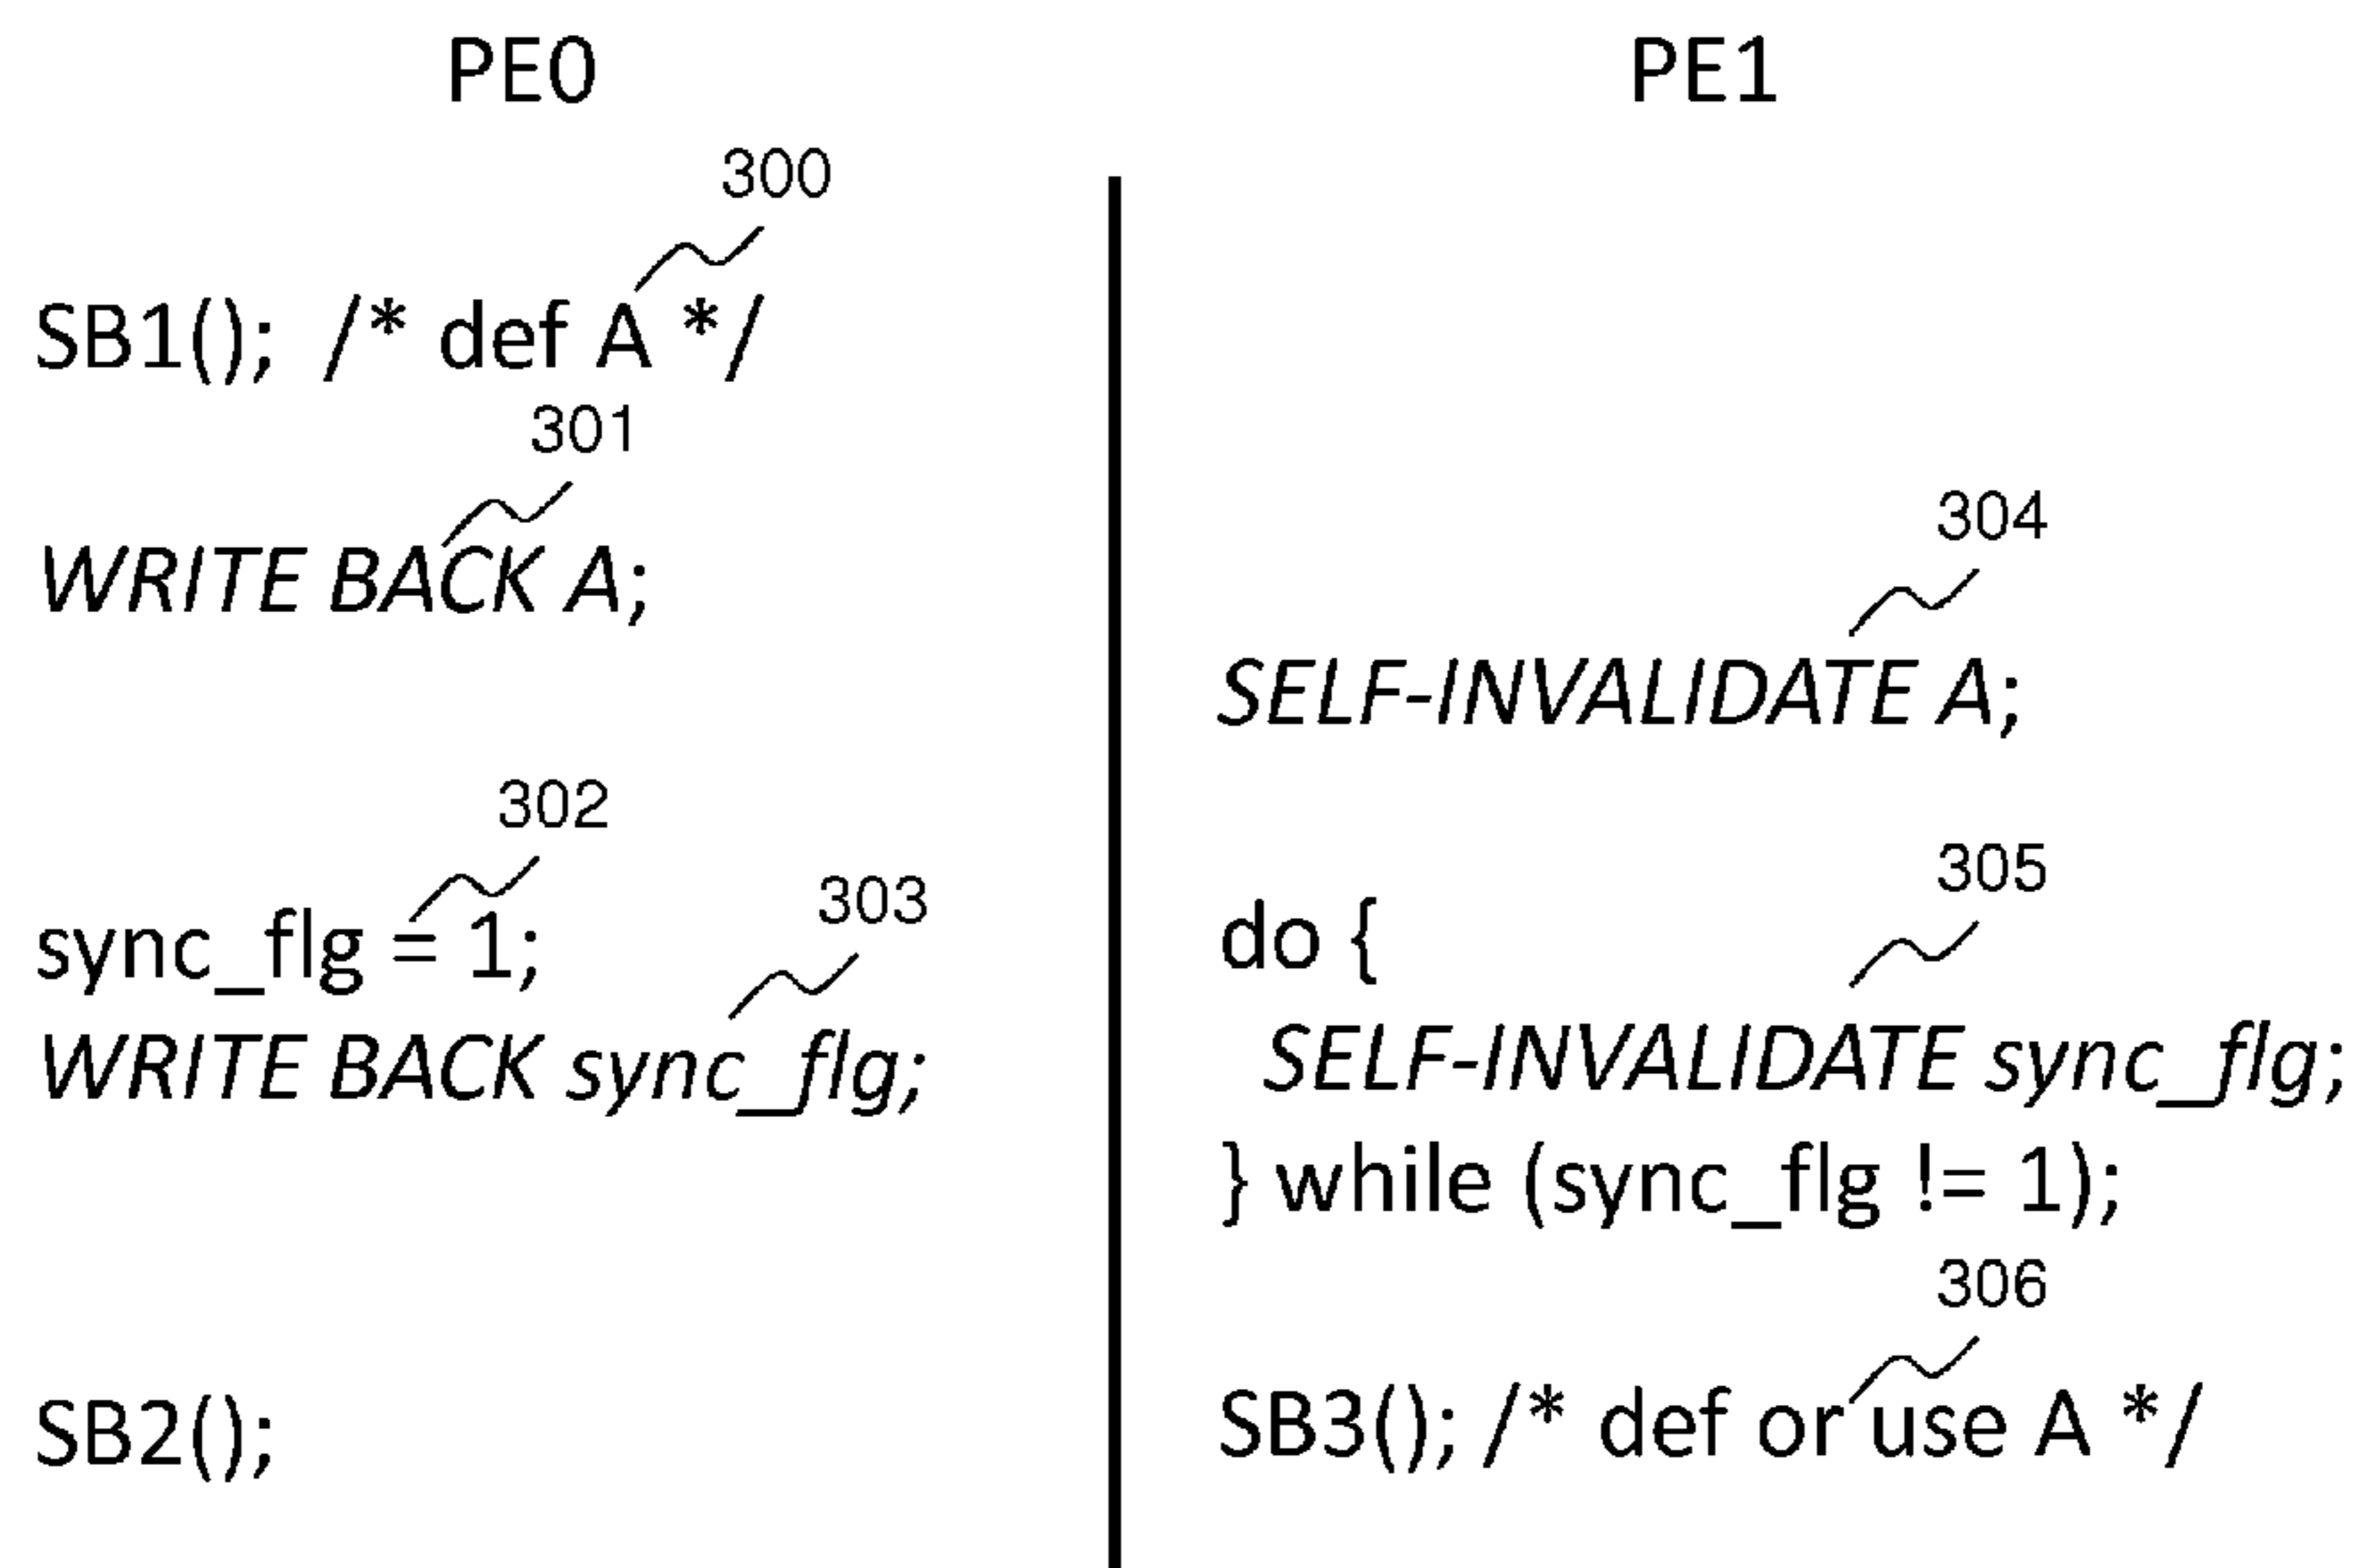 PE0
300
SB1(); /* def A */
301
WRITE BACK A;
302
sync_flg = 1;
303
WRITE BACK sync_flg;
SB2();
PE1
304
SELF-INVALIDATE A;
305
do {
SELF-INVALIDATE sync_flg;
} while (sync_flg != 1);
306
SB3(); /* def or use A */